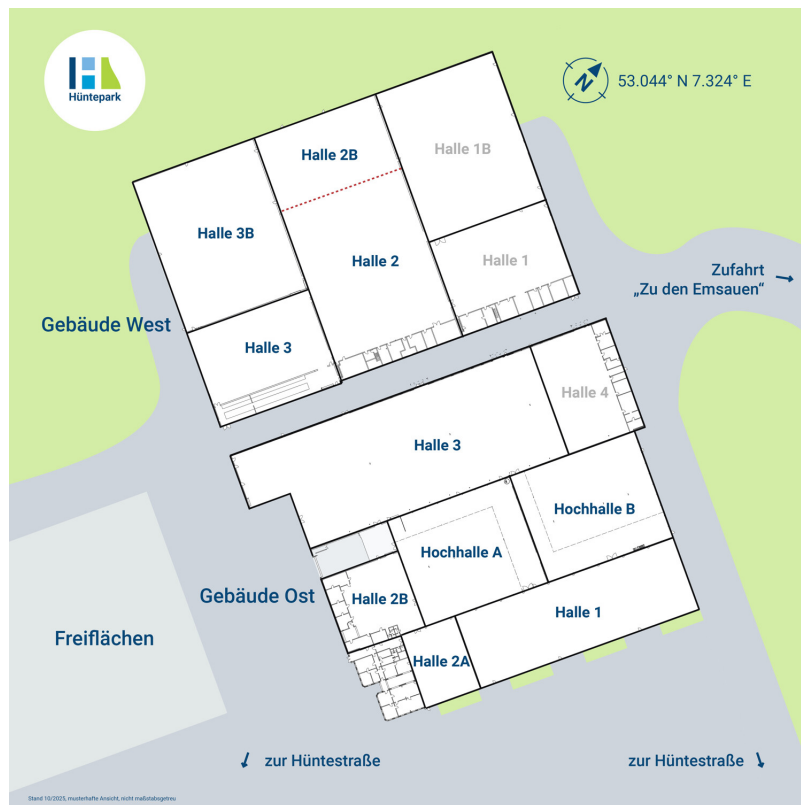 Hüntepark
N
53.044° N 7.324° E
Halle 2B
Halle 1B
Halle 3B
Halle 2
Halle 1
Zufahrt
„Zu den Emsauen“
Gebäude West
Halle 3
Halle 4
Halle 3
Hochhalle B
Hochhalle A
Gebäude Ost
Halle 2B
Halle 1
Freiflächen
Halle 2A
zur Hüntestraße
zur Hüntestraße
Stand 10/2025, musterhafte Ansicht, nicht maßstabsgetreu